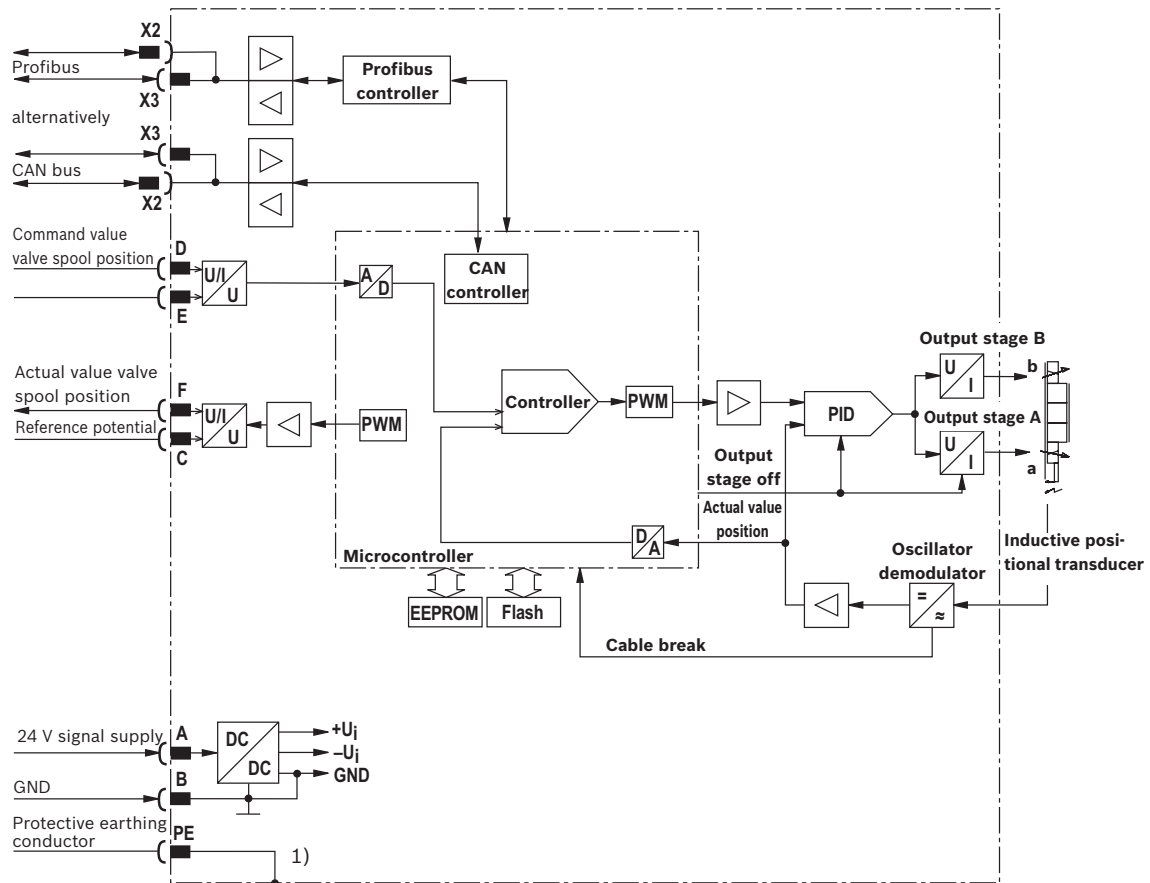 X2
Profibus
X3
Profibus
controller
alternatively
X3
CAN bus
X2
Command value
valve spool position
D
U/I
U
E
A
D
CAN
controller
Actual value valve
spool position
F
U/I
U
PWM
Reference potential
C
Controller
PWM
PID
Output stage B
U
I
b
Output stage A
U
I
a
Output
stage off
Actual value
position
D
A
Microcontroller
EEPROM
Flash
Oscillator
demodulator
=
≈
Inductive posi-
tional transducer
Cable break
24 V signal supply
A
DC
DC
+Ui
–Ui
GND
GND
B
Protective earthing
conductor
PE
1)